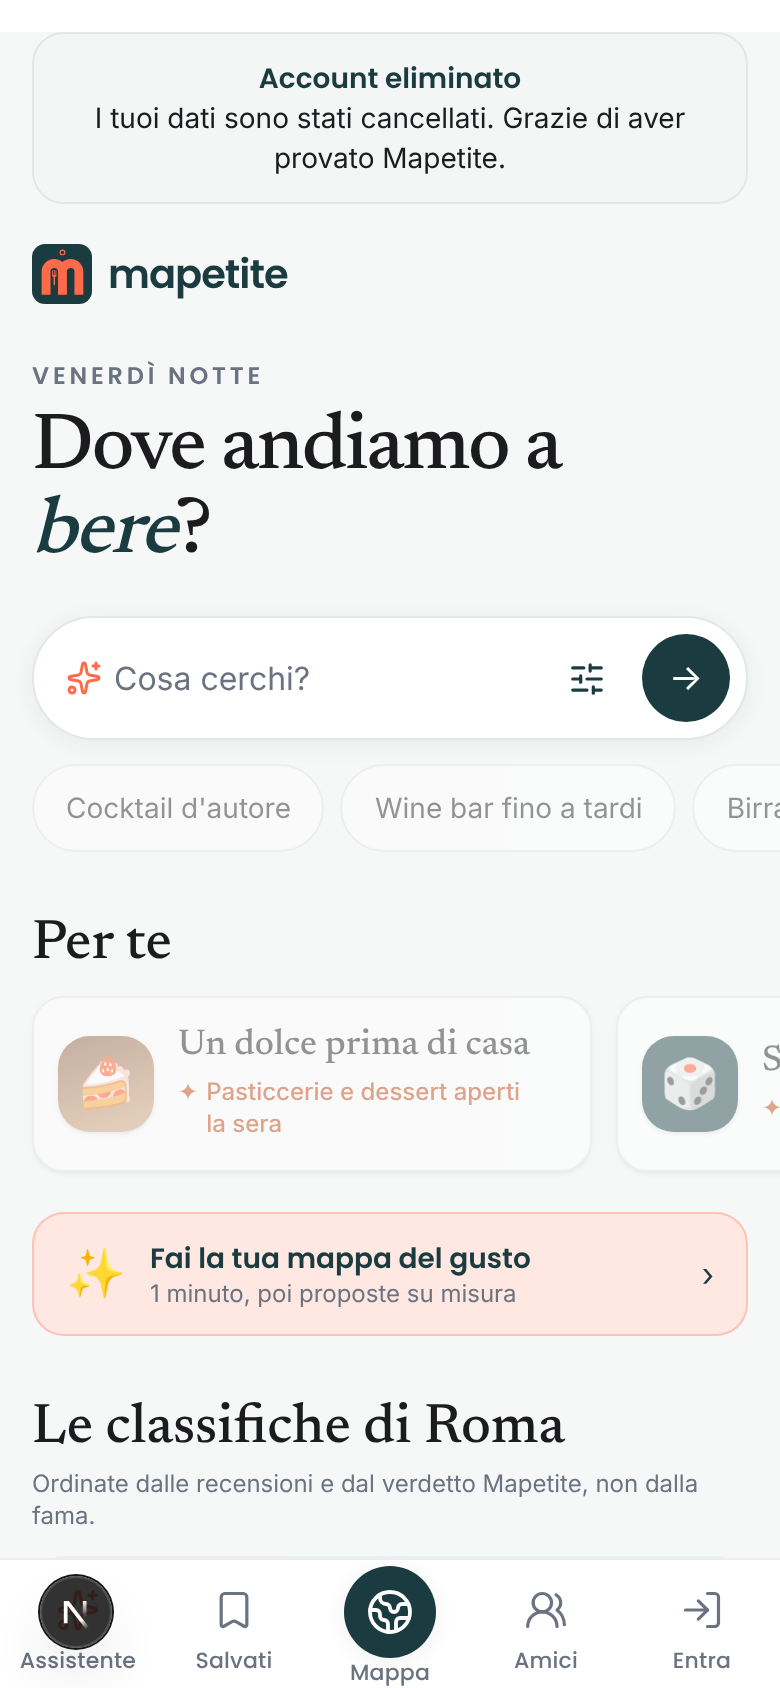 Account eliminato
I tuoi dati sono stati cancellati. Grazie di aver
provato Mapetite.
mapetite
VENERDÌ NOTTE
Dove andiamo a
bere?
Cosa cerchi?
Cocktail d'autore
Wine bar fino a tardi
Per te
Un dolce prima di casa
✦ Pasticcerie e dessert aperti
la sera
Fai la tua mappa del gusto
1 minuto, poi proposte su misura
Le classifiche di Roma
Ordinate dalle recensioni e dal verdetto Mapetite, non dalla
fama.
N
Assistente
Salvati
Mappa
Amici
Entra